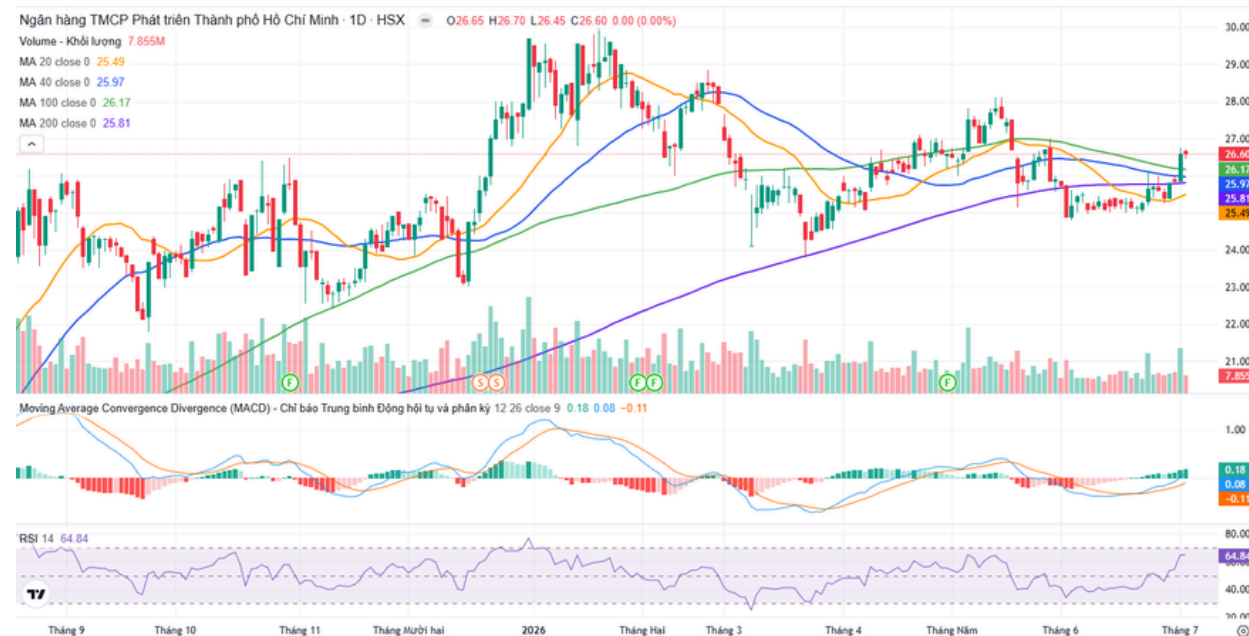 Ngân hàng TMCP Phát triển Thành phố Hồ Chí Minh · 1D · HSX O26.65 H26.70 L26.45 C26.60 0.00 (0.00%)
Volume - Khối lượng 7.855M
MA 20 close 0 25.49
MA 40 close 0 25.97
MA 100 close 0 26.17
MA 200 close 0 25.81
30.00
29.00
28.00
27.00
26.60
26.17
25.97
25.81
25.49
24.00
23.00
22.00
21.00
7.855
F S S F F F
Moving Average Convergence Divergence (MACD) - Chỉ báo Trung bình Động hội tụ và phân kỳ 12 26 close 9 0.18 0.08 −0.11
1.00
0.18
0.08
−0.11
RSI 14 64.84
80.00
64.84
40.00
20.00
Tháng 9 Tháng 10 Tháng 11 Tháng Mười hai 2026 Tháng Hai Tháng 3 Tháng 4 Tháng Năm Tháng 6 Tháng 7